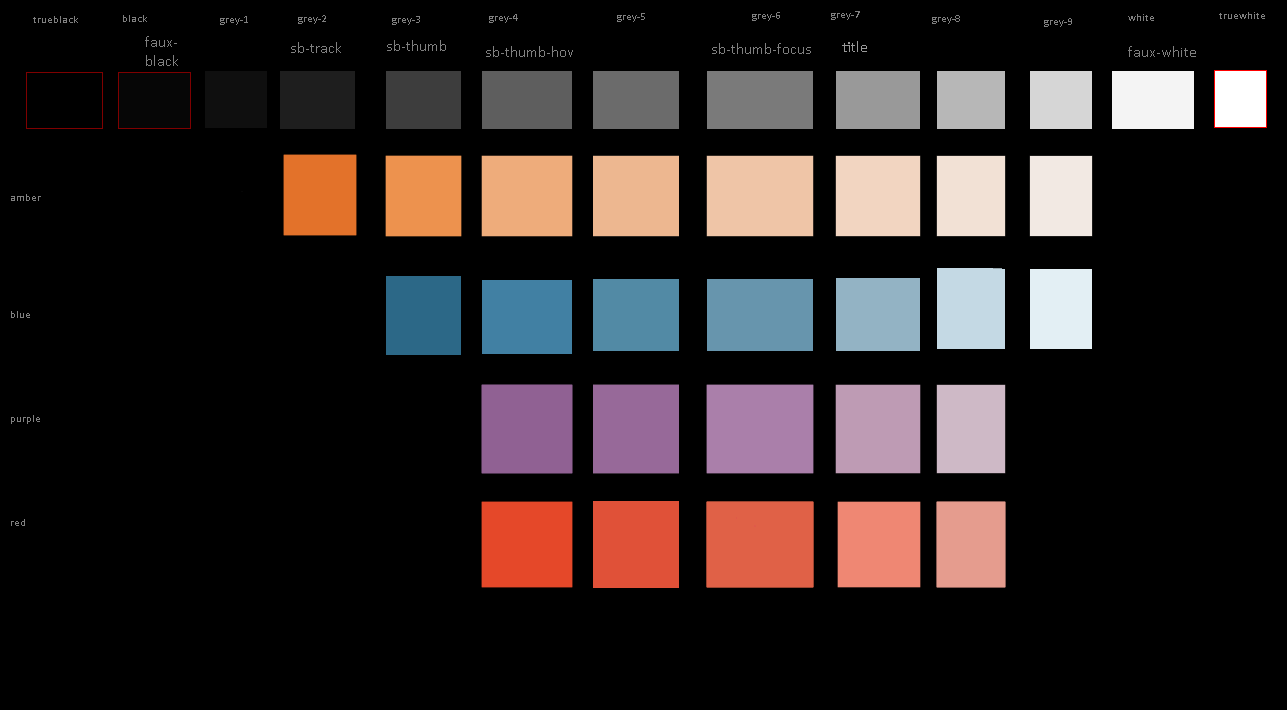 trueblack
black
grey-1
grey-2
grey-3
grey-4
grey-5
grey-6
grey-7
grey-8
grey-9
white
truewhite
faux-
black
sb-track
sb-thumb
sb-thumb-hov
sb-thumb-focus
title
faux-white
amber
blue
purple
red